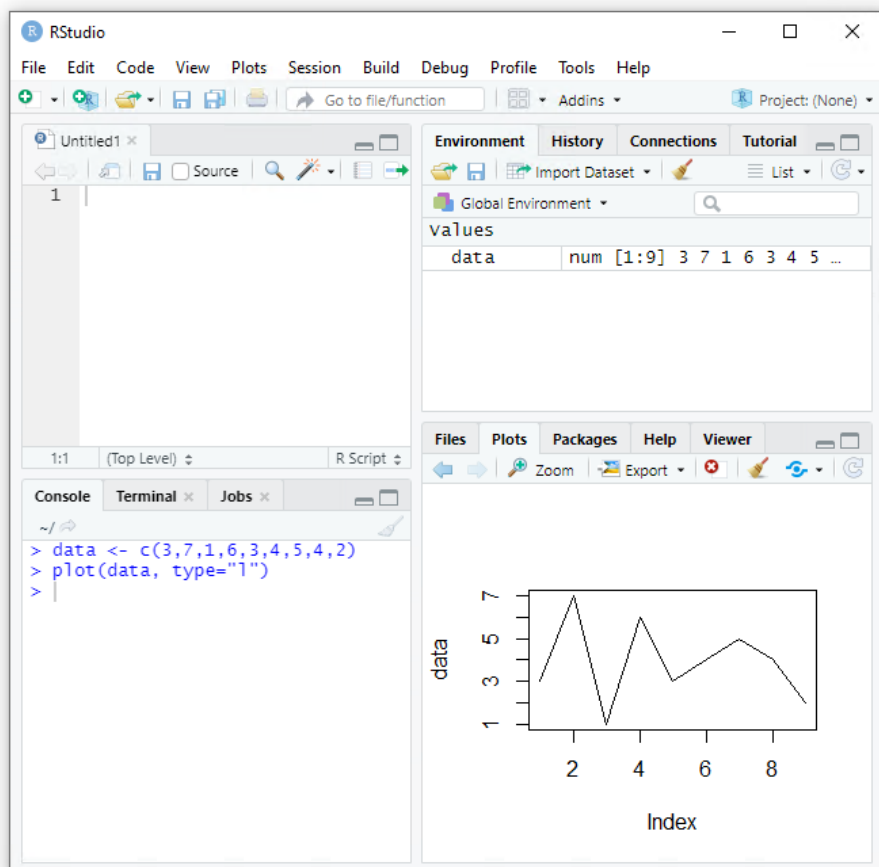 RStudio
File Edit Code View Plots Session Build Debug Profile Tools Help
Go to file/function Addins Project: (None)
Untitled1
Source
1
1:1 (Top Level) R Script
Console Terminal Jobs
~/
> data <- c(3,7,1,6,3,4,5,4,2)
> plot(data, type="l")
>
Environment History Connections Tutorial
Import Dataset List
Global Environment
Values
data num [1:9] 3 7 1 6 3 4 5 …
Files Plots Packages Help Viewer
Zoom Export
data
7
5
3
1
2 4 6 8
Index